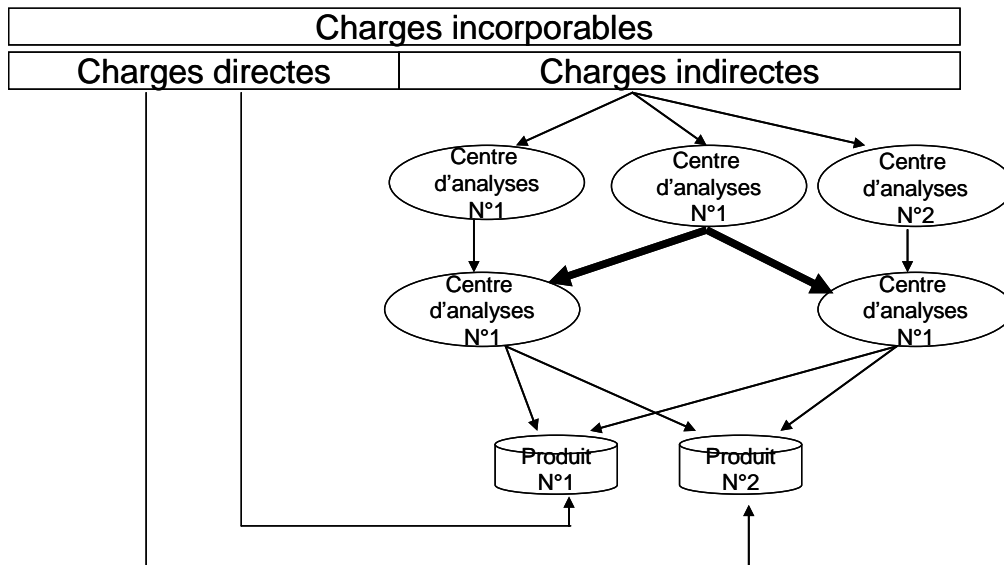 Charges incorporables
Charges directes
Charges indirectes
Centre
d'analyses
N°1
Centre
d'analyses
N°1
Centre
d'analyses
N°2
Centre
d'analyses
N°1
Centre
d'analyses
N°1
Produit
N°1
Produit
N°2